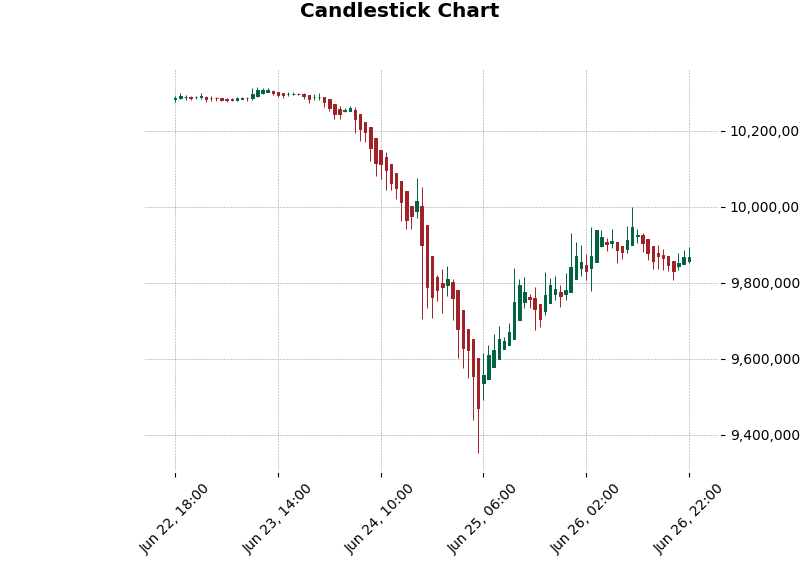 Candlestick Chart
10,200,00
10,000,00
9,800,000
9,600,000
9,400,000
Jun 22, 18:00
Jun 23, 14:00
Jun 24, 10:00
Jun 25, 06:00
Jun 26, 02:00
Jun 26, 22:00